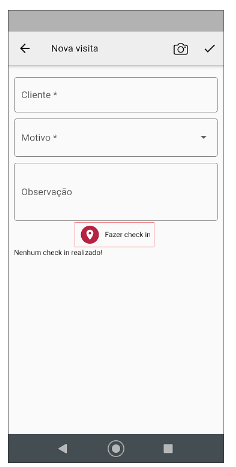 Nova visita
Cliente *
Motivo *
Observação
Fazer check in
Nenhum check in realizado!